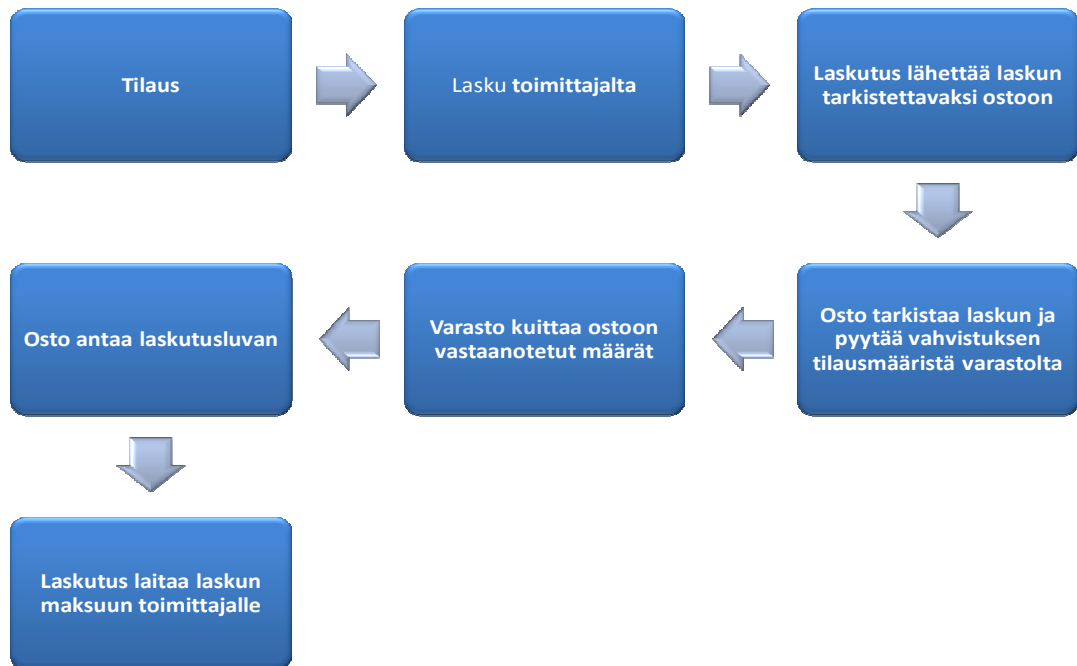 Tilaus
Lasku toimittajalta
Laskutus lähettää laskun
tarkistettavaksi ostoon
Osto tarkistaa laskun ja
pyytää vahvistuksen
tilausmääristä varastolta
Varasto kuittaa ostoon
vastaanotetut määrät
Osto antaa laskutusluvan
Laskutus laitaa laskun
maksuun toimittajalle